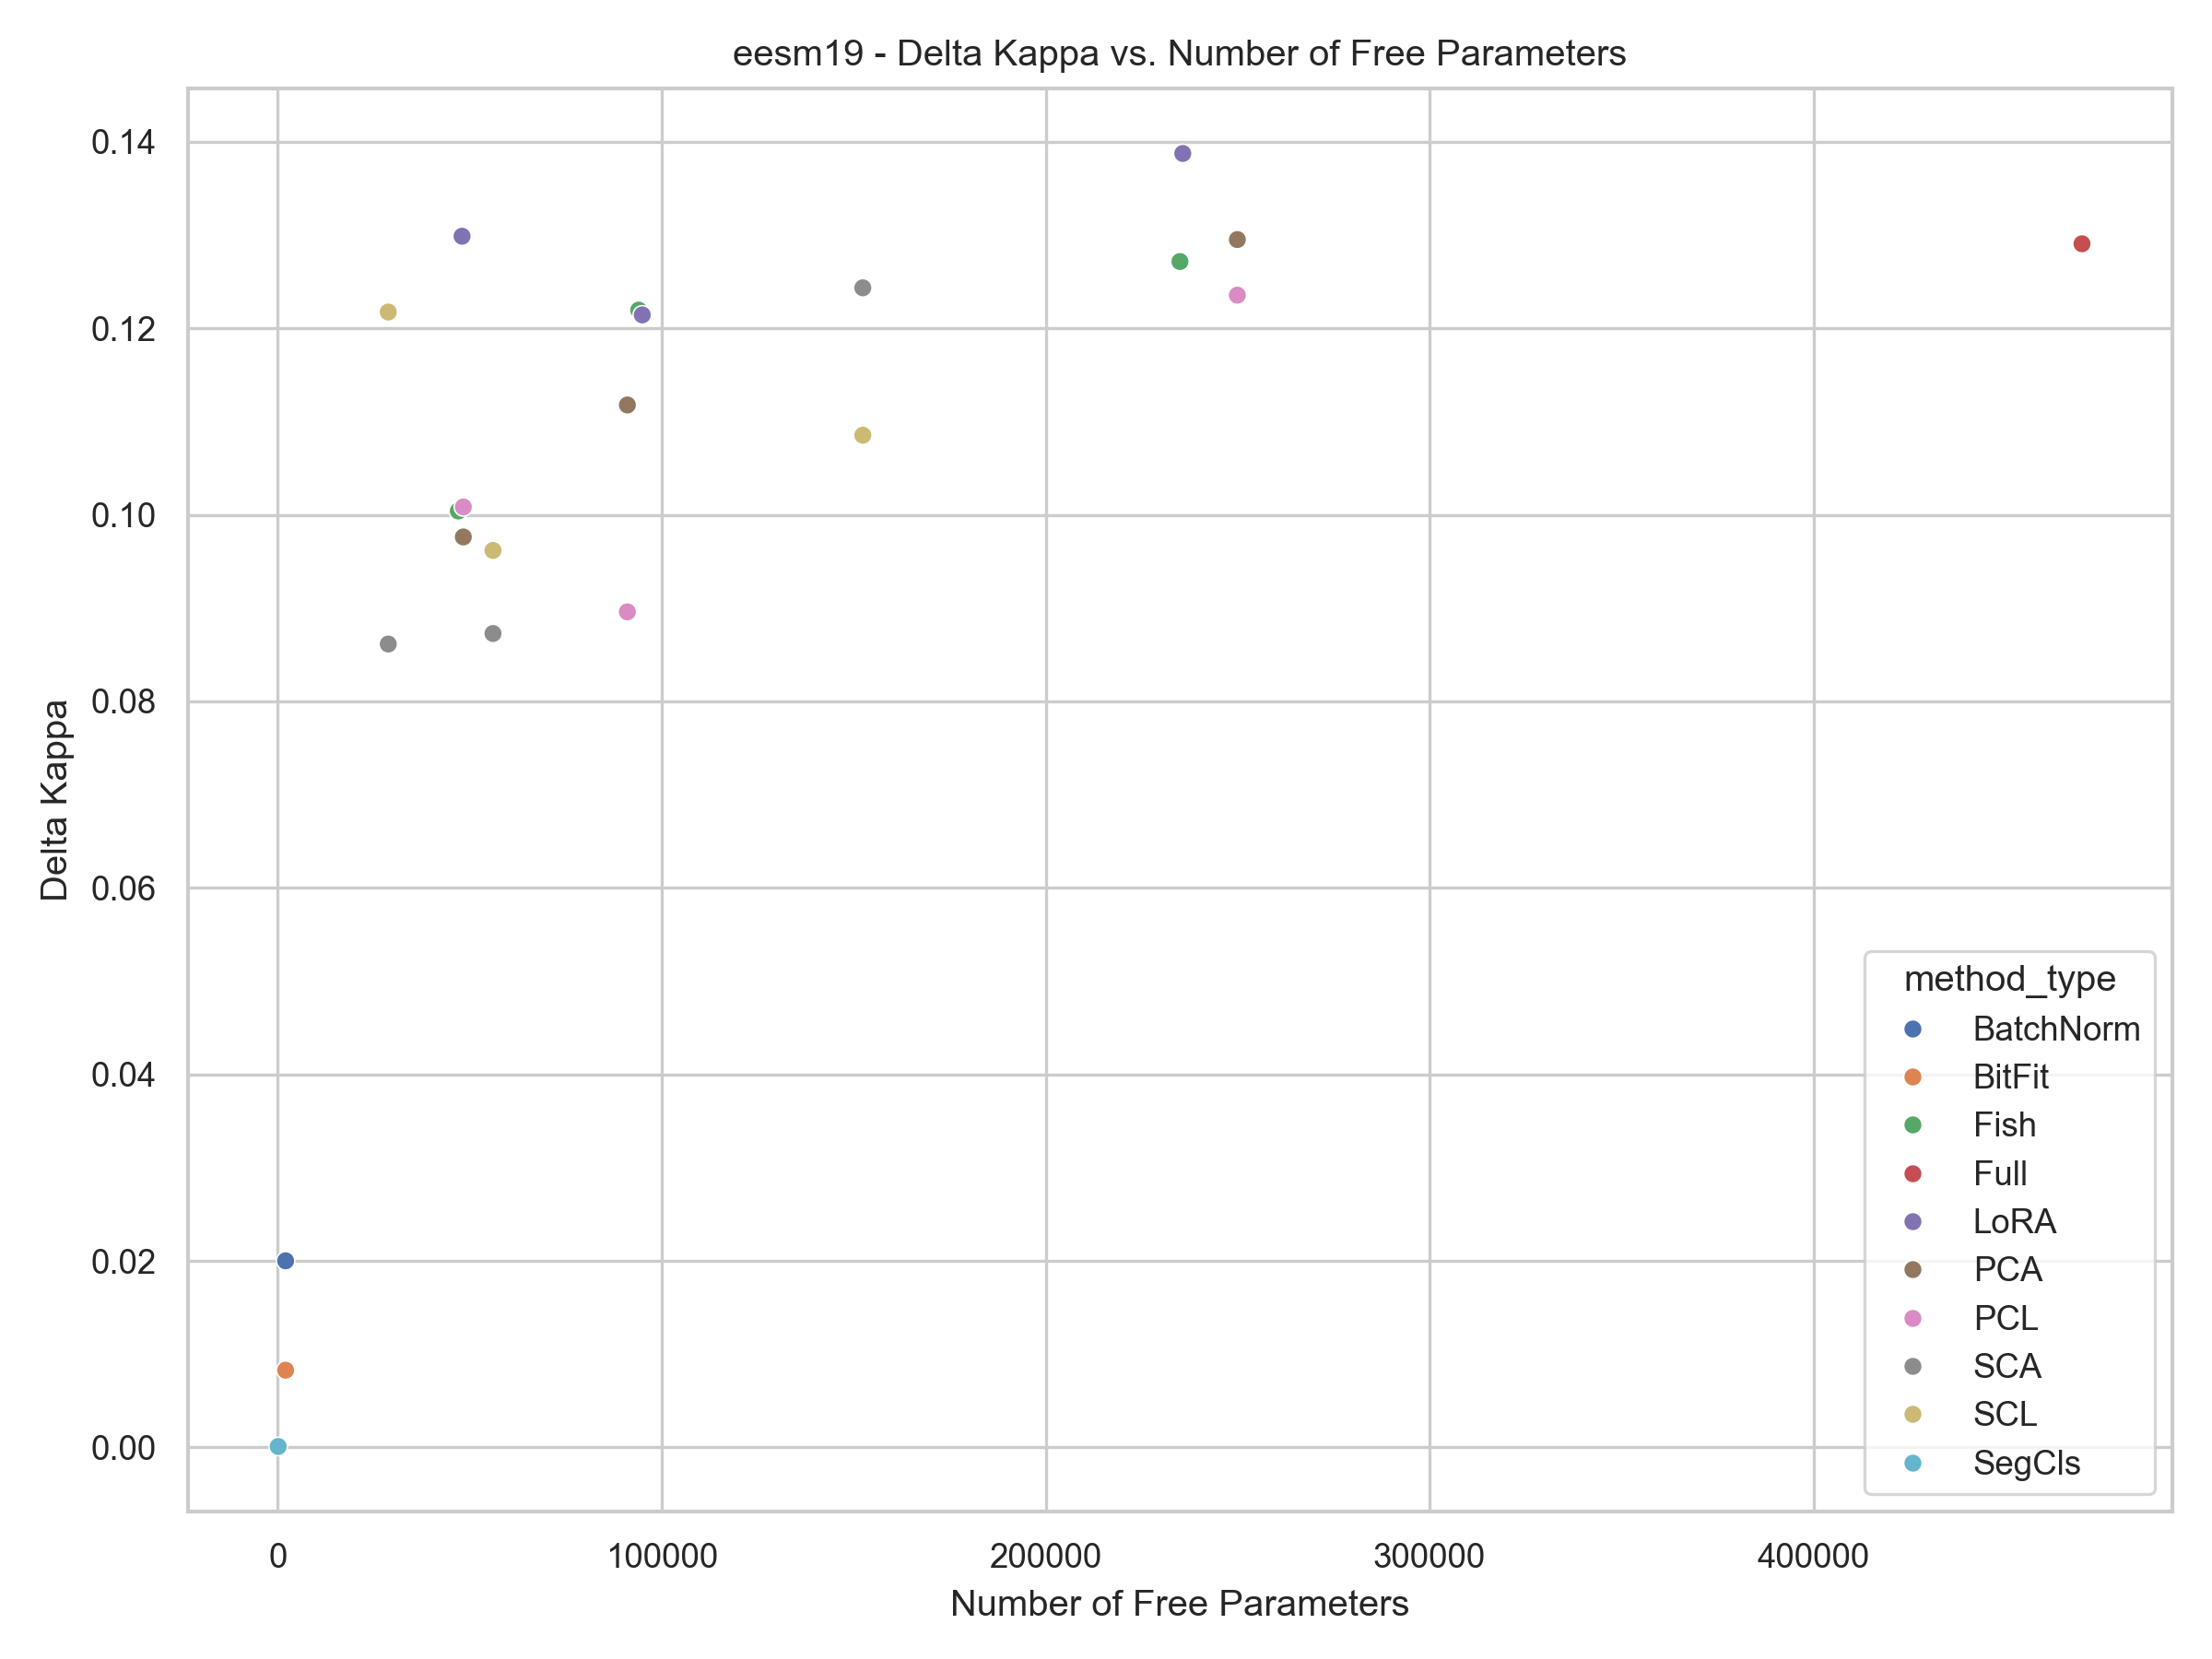 eesm19 - Delta Kappa vs. Number of Free Parameters
Delta Kappa
0.14
0.12
0.10
0.08
0.06
0.04
0.02
0.00
method_type
BatchNorm
BitFit
Fish
Full
LoRA
PCA
PCL
SCA
SCL
SegCls
0 100000 200000 300000 400000
Number of Free Parameters